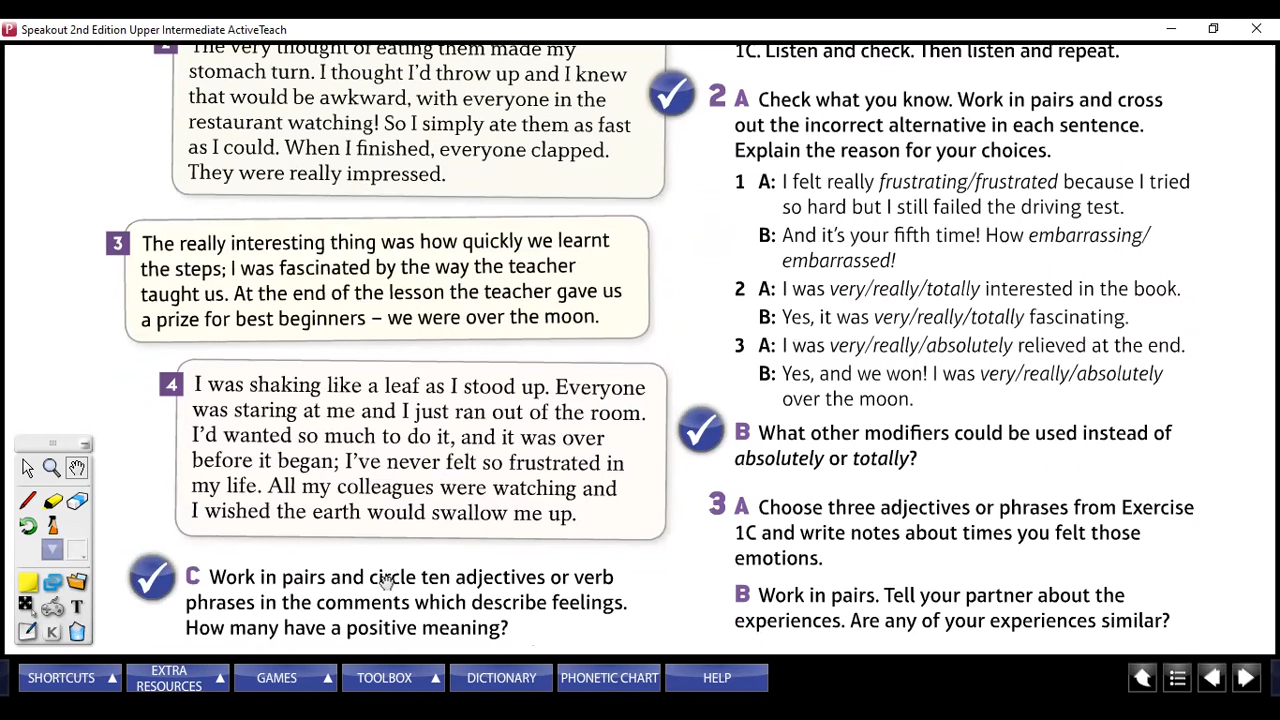 Speakout 2nd Edition Upper Intermediate ActiveTeach
2 The very thought of eating them made my
stomach turn. I thought I'd throw up and I knew
that would be awkward, with everyone in the
restaurant watching! So I simply ate them as fast
as I could. When I finished, everyone clapped.
They were really impressed.
3 The really interesting thing was how quickly we learnt
the steps; I was fascinated by the way the teacher
taught us. At the end of the lesson the teacher gave us
a prize for best beginners – we were over the moon.
4 I was shaking like a leaf as I stood up. Everyone
was staring at me and I just ran out of the room.
I'd wanted so much to do it, and it was over
before it began; I've never felt so frustrated in
my life. All my colleagues were watching and
I wished the earth would swallow me up.
C Work in pairs and circle ten adjectives or verb
phrases in the comments which describe feelings.
How many have a positive meaning?
1C. Listen and check. Then listen and repeat.
2 A Check what you know. Work in pairs and cross
out the incorrect alternative in each sentence.
Explain the reason for your choices.
1 A: I felt really frustrating/frustrated because I tried
so hard but I still failed the driving test.
B: And it's your fifth time! How embarrassing/
embarrassed!
2 A: I was very/really/totally interested in the book.
B: Yes, it was very/really/totally fascinating.
3 A: I was very/really/absolutely relieved at the end.
B: Yes, and we won! I was very/really/absolutely
over the moon.
B What other modifiers could be used instead of
absolutely or totally?
3 A Choose three adjectives or phrases from Exercise
1C and write notes about times you felt those
emotions.
B Work in pairs. Tell your partner about the
experiences. Are any of your experiences similar?
T
K
SHORTCUTS
EXTRA
RESOURCES
GAMES
TOOLBOX
DICTIONARY
PHONETIC CHART
HELP